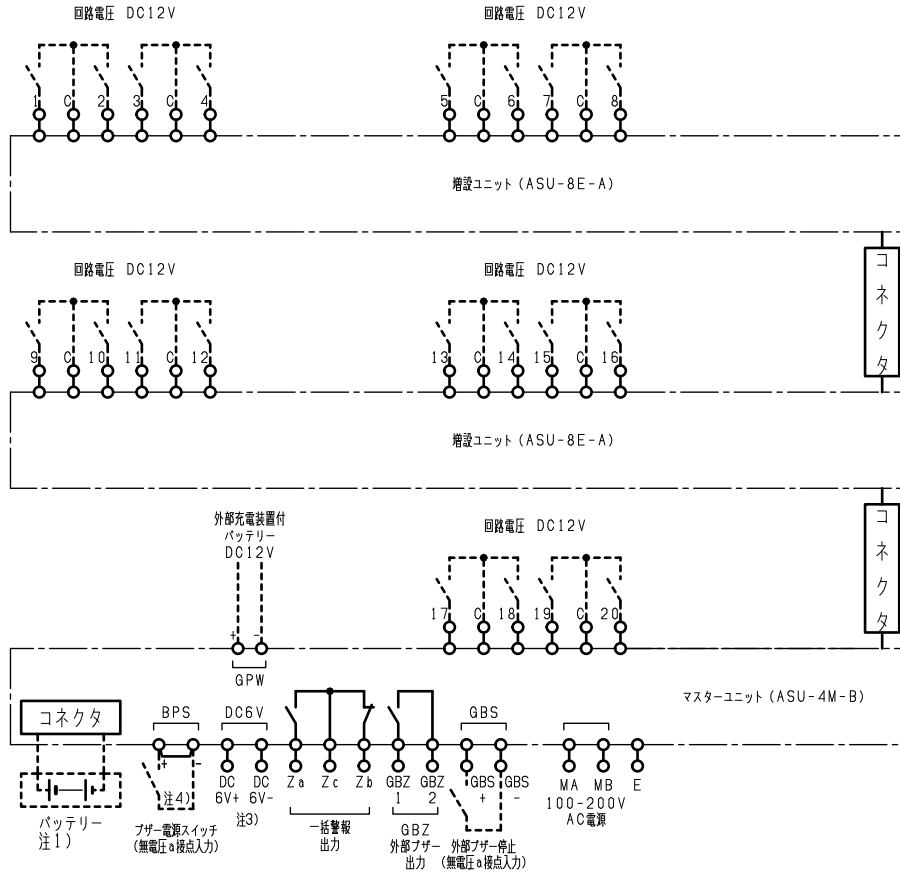 回路電圧 DC12V
回路電圧 DC12V
1 C 2 3 C 4
5 C 6 7 C 8
増設ユニット(ASU-8E-A)
コネクタ
回路電圧 DC12V
回路電圧 DC12V
9 C 10 11 C 12
13 C 14 15 C 16
増設ユニット(ASU-8E-A)
コネクタ
外部充電装置付
バッテリー
DC12V
回路電圧 DC12V
17 C 18 19 C 20
+ -
GPW
マスターユニット(ASU-4M-B)
コネクタ
BPS
DC6V
GBS
+ -
注4)
DC
6V+
DC
6V-
Za Zc Zb
GBZ
1
GBZ
2
GBS
+
GBS
-
MA MB E
100-200V
AC電源
バッテリー
注1)
ブザー電源スイッチ
(無電圧a接点入力)
注3)
一括警報
出力
GBZ
外部ブザー
出力
外部ブザー停止
(無電圧a接点入力)